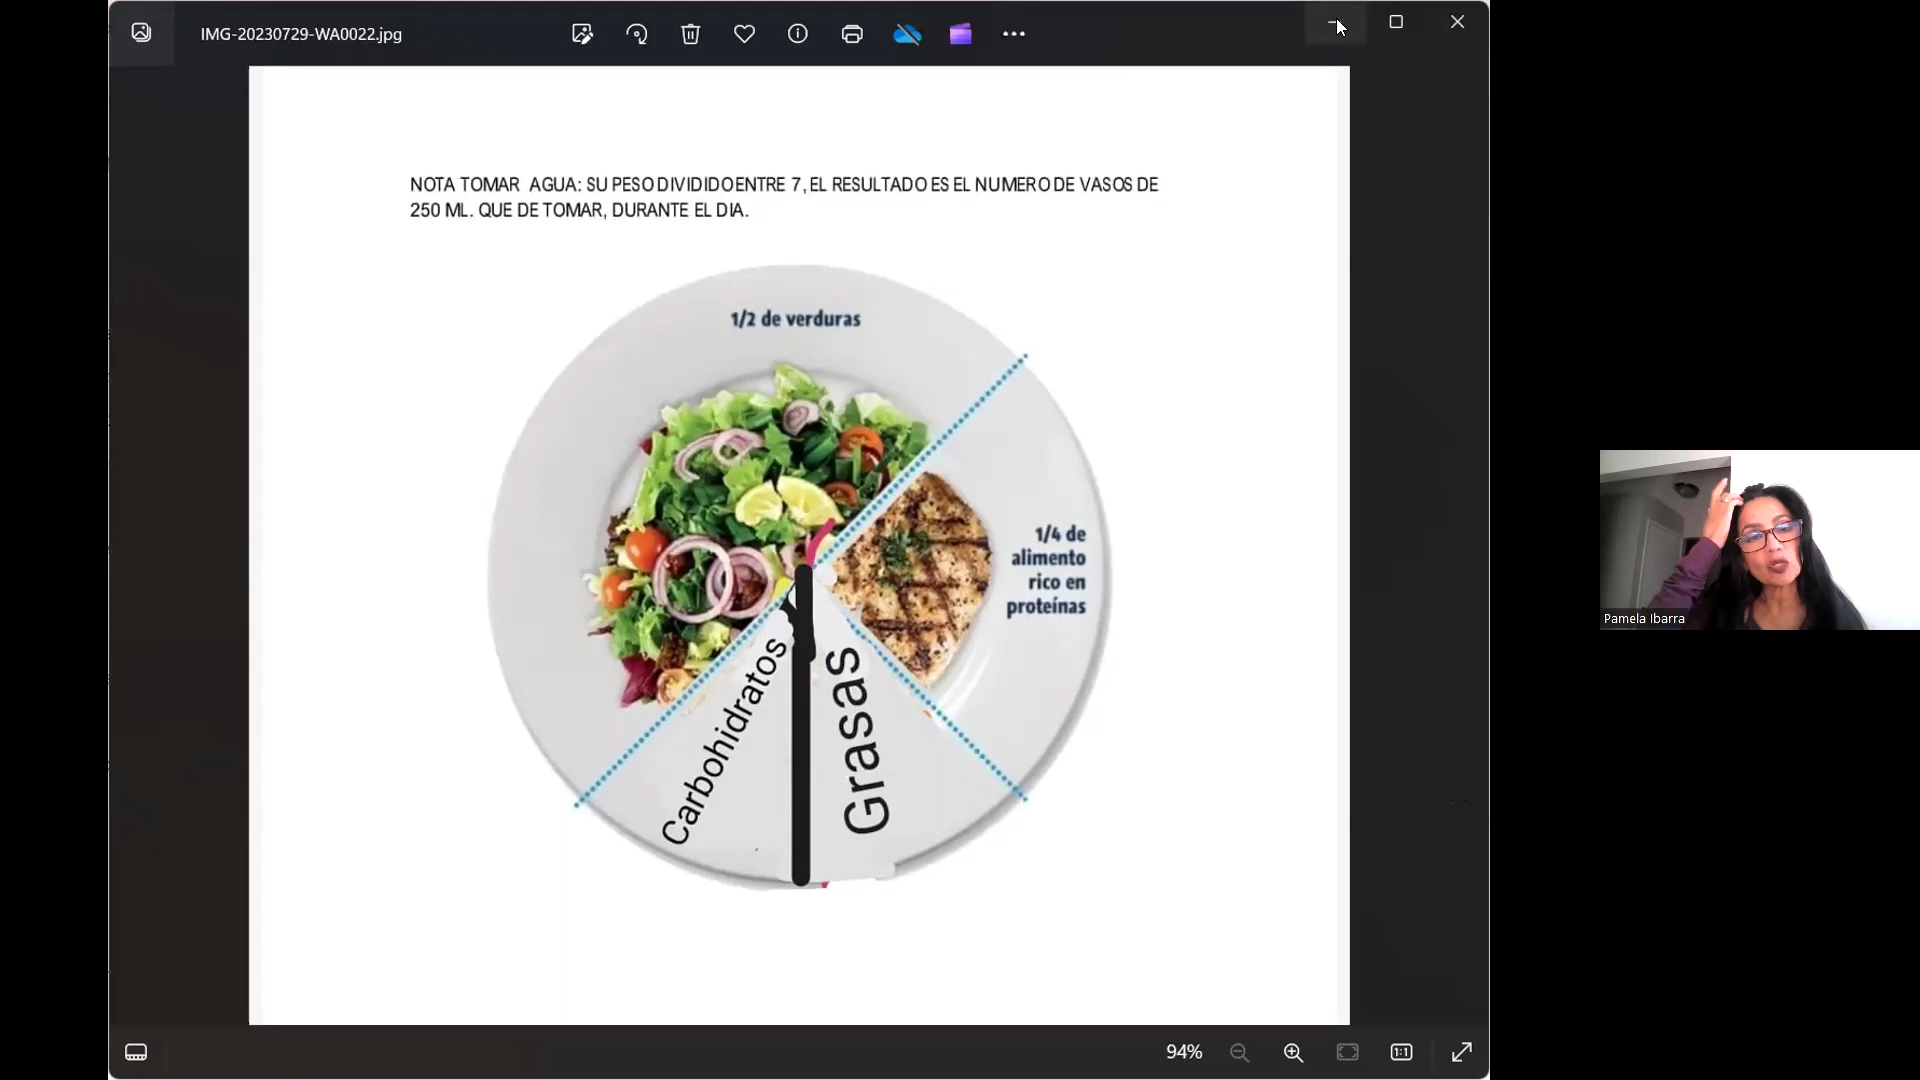 IMG-20230729-WA0022.jpg
NOTA TOMAR AGUA: SU PESO DIVIDIDO ENTRE 7, EL RESULTADO ES EL NUMERO DE VASOS DE
250 ML. QUE DE TOMAR, DURANTE EL DIA.
1/2 de verduras
1/4 de
alimento
rico en
proteínas
Carbohidratos
Grasas
Pamela Ibarra
94%
1:1